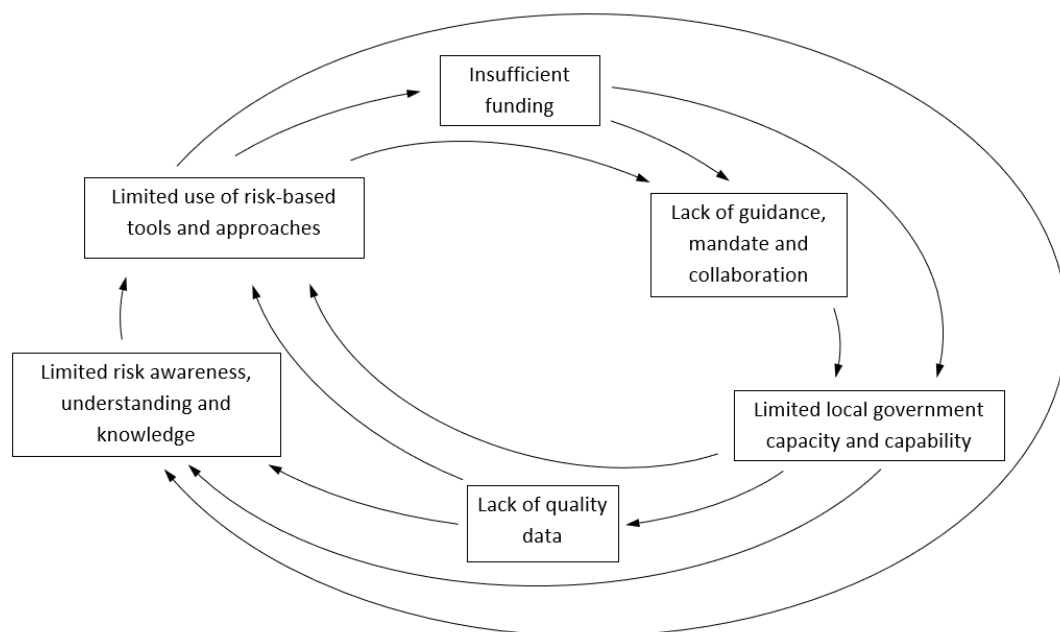 Insufficient
funding
Limited use of risk-based
tools and approaches
Lack of guidance,
mandate and
collaboration
Limited risk awareness,
understanding and
knowledge
Limited local government
capacity and capability
Lack of quality
data